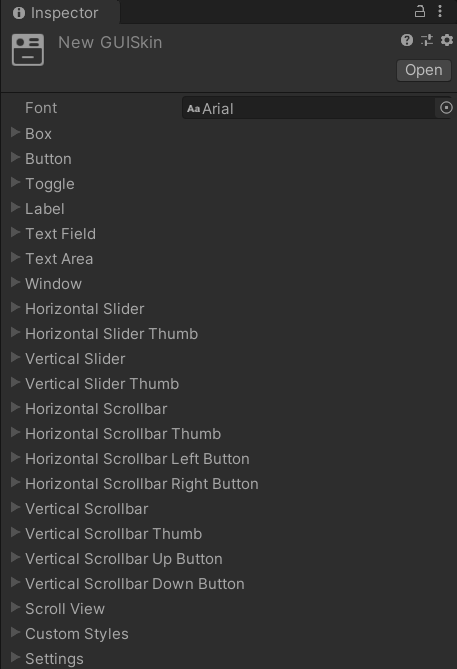 Inspector
New GUISkin
Open
Font Aa Arial
Box
Button
Toggle
Label
Text Field
Text Area
Window
Horizontal Slider
Horizontal Slider Thumb
Vertical Slider
Vertical Slider Thumb
Horizontal Scrollbar
Horizontal Scrollbar Thumb
Horizontal Scrollbar Left Button
Horizontal Scrollbar Right Button
Vertical Scrollbar
Vertical Scrollbar Thumb
Vertical Scrollbar Up Button
Vertical Scrollbar Down Button
Scroll View
Custom Styles
Settings